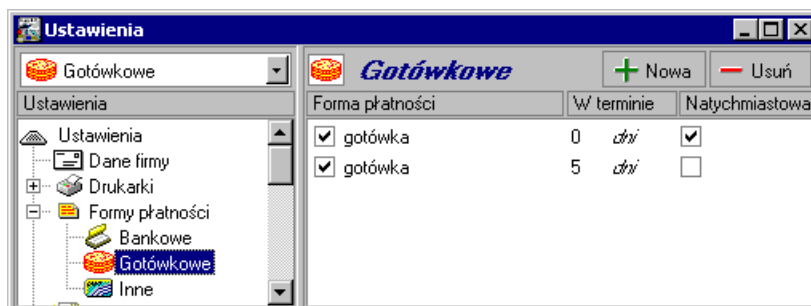 Ustawienia
Gotówkowe
Gotówkowe
Nowa
Usuń
Ustawienia
Forma płatności
W terminie
Natychmiastowa
Ustawienia
Dane firmy
Drukarki
Formy płatności
Bankowe
Gotówkowe
Inne
gotówka 0 dni
gotówka 5 dni